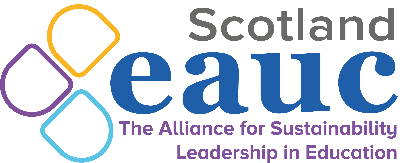 Scotland
eauc
The Alliance for Sustainability
Leadership in Education